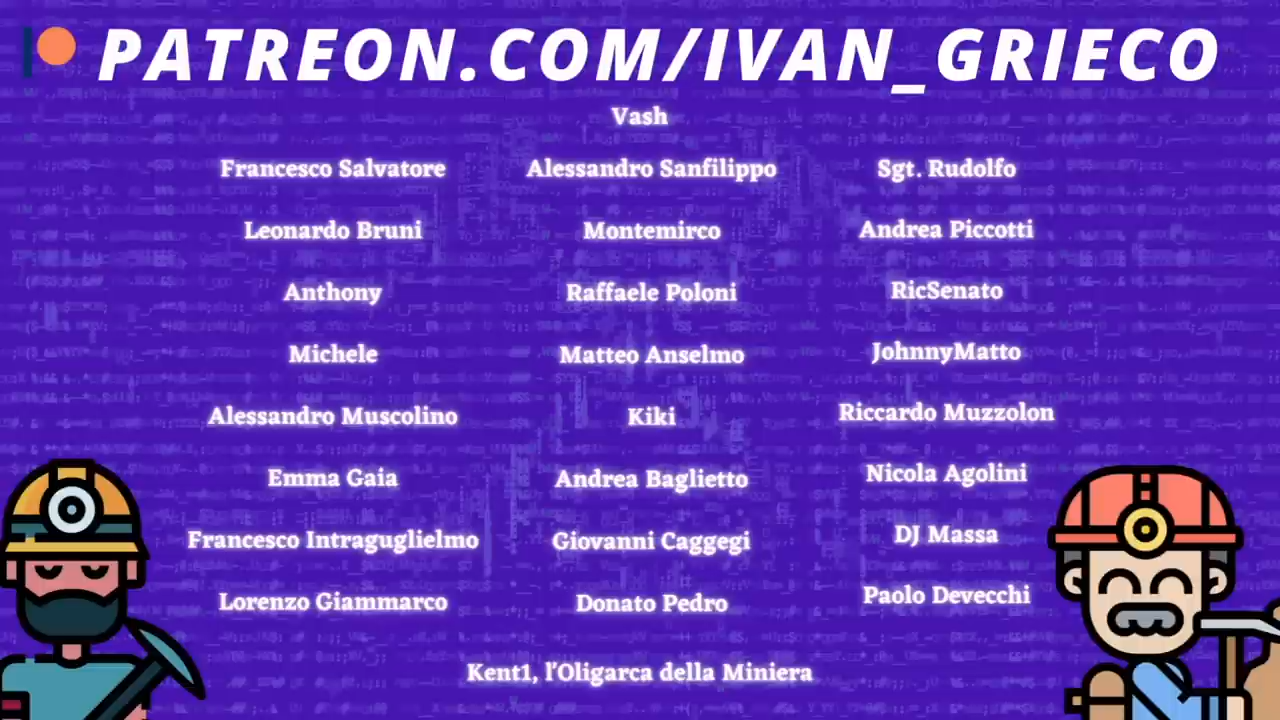 PATREON.COM/IVAN_GRIECO
Vash
Francesco Salvatore
Alessandro Sanfilippo
Sgt. Rudolfo
Leonardo Bruni
Montemirco
Andrea Piccotti
Anthony
Raffaele Poloni
RicSenato
Michele
Matteo Anselmo
JohnnyMatto
Alessandro Muscolino
Kiki
Riccardo Muzzolon
Emma Gaia
Andrea Baglietto
Nicola Agolini
Francesco Intraguglielmo
Giovanni Caggegi
DJ Massa
Lorenzo Giammarco
Donato Pedro
Paolo Devecchi
Kent1, l'Oligarca della Miniera